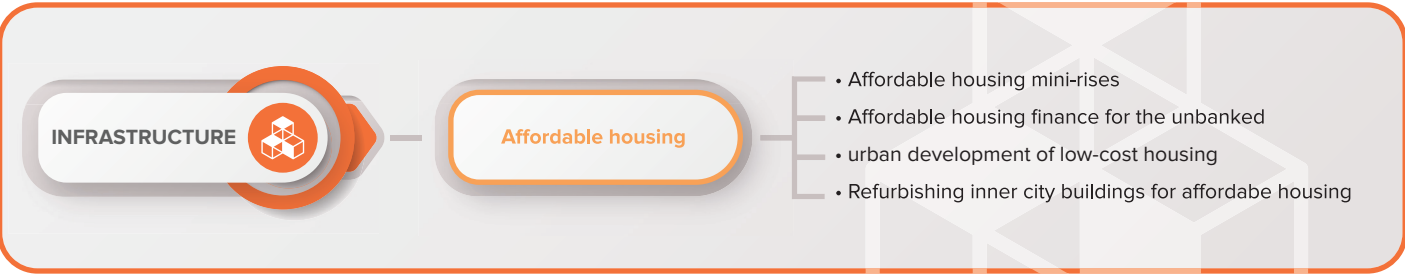 INFRASTRUCTURE
Affordable housing
• Affordable housing mini-rises
• Affordable housing finance for the unbanked
• urban development of low-cost housing
• Refurbishing inner city buildings for affordabe housing